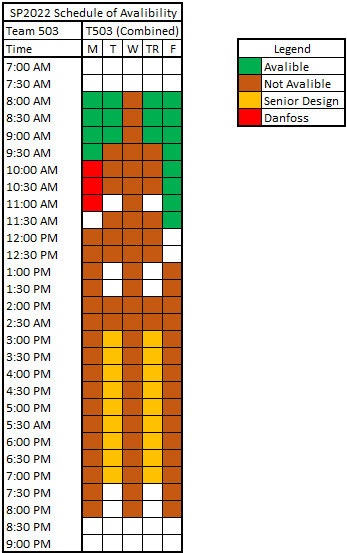 SP2022 Schedule of Avalibility
Team 503 T503 (Combined)
Time M T W TR F
7:00 AM
7:30 AM
8:00 AM
8:30 AM
9:00 AM
9:30 AM
10:00 AM
10:30 AM
11:00 AM
11:30 AM
12:00 PM
12:30 PM
1:00 PM
1:30 PM
2:00 PM
2:30 AM
3:00 PM
3:30 PM
4:00 PM
4:30 PM
5:00 PM
5:30 AM
6:00 PM
6:30 PM
7:00 PM
7:30 PM
8:00 PM
8:30 PM
9:00 PM
Legend
Avalible
Not Avalible
Senior Design
Danfoss